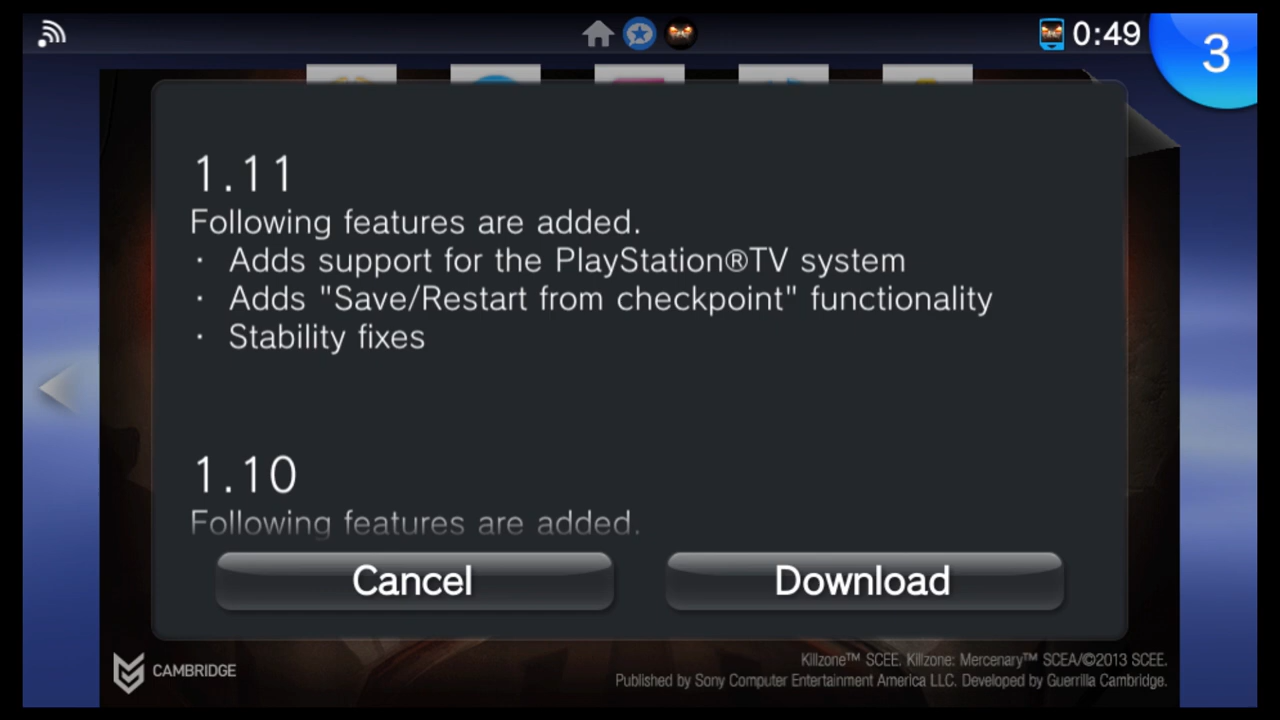 0:49
3
1.11
Following features are added.
· Adds support for the PlayStation®TV system
· Adds "Save/Restart from checkpoint" functionality
· Stability fixes
1.10
Following features are added.
Cancel
Download
CAMBRIDGE
Killzone™ SCEE. Killzone: Mercenary™ SCEA/©2013 SCEE.
Published by Sony Computer Entertainment America LLC. Developed by Guerrilla Cambridge.